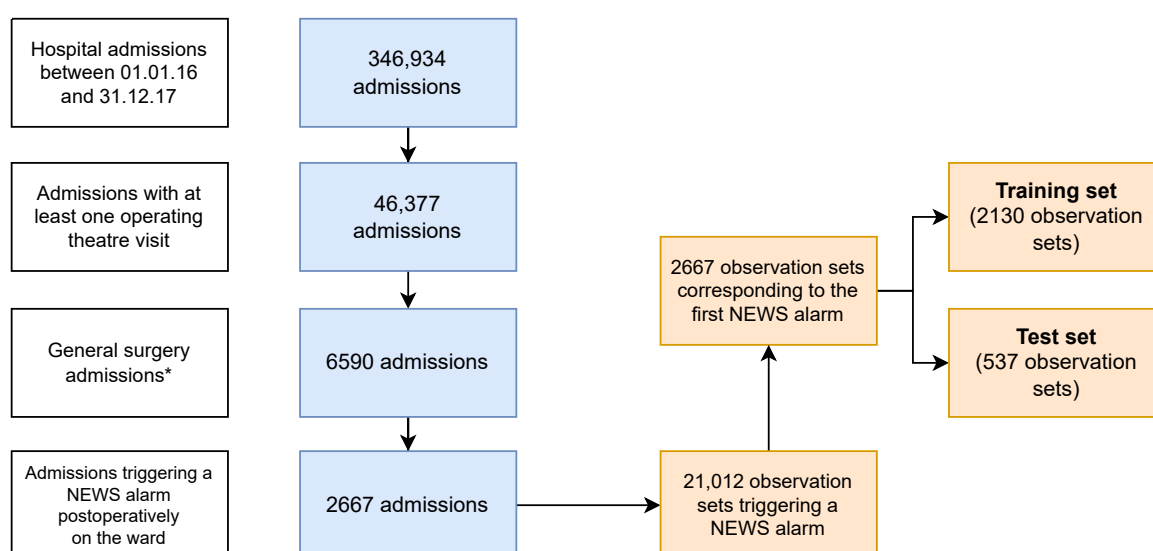 Hospital admissions
between 01.01.16
and 31.12.17
346,934
admissions
Admissions with at
least one operating
theatre visit
46,377
admissions
General surgery
admissions*
6590 admissions
Admissions triggering a
NEWS alarm
postoperatively
on the ward
2667 admissions
21,012 observation
sets triggering a
NEWS alarm
2667 observation sets
corresponding to the
first NEWS alarm
Training set
(2130 observation
sets)
Test set
(537 observation
sets)